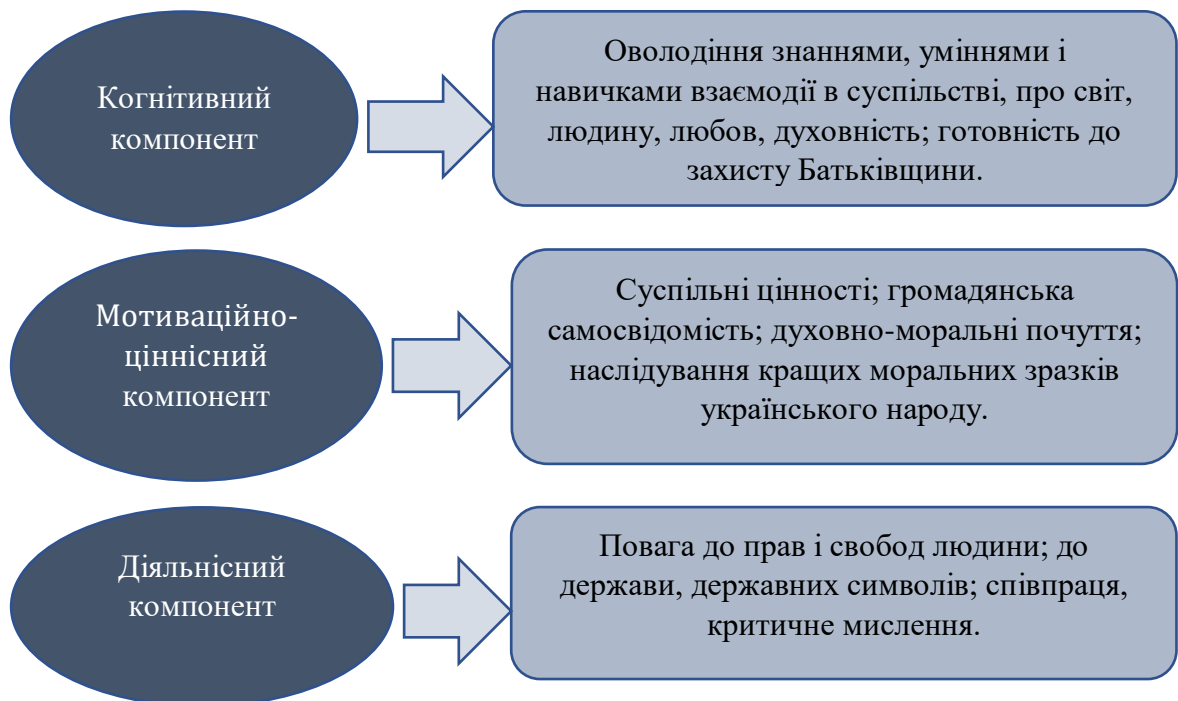 Когнітивний
компонент
Оволодіння знаннями, уміннями і
навичками взаємодії в суспільстві, про світ,
людину, любов, духовність; готовність до
захисту Батьківщини.
Мотиваційно-
ціннісний
компонент
Суспільні цінності; громадянська
самосвідомість; духовно-моральні почуття;
наслідування кращих моральних зразків
українського народу.
Діяльнісний
компонент
Повага до прав і свобод людини; до
держави, державних символів; співпраця,
критичне мислення.